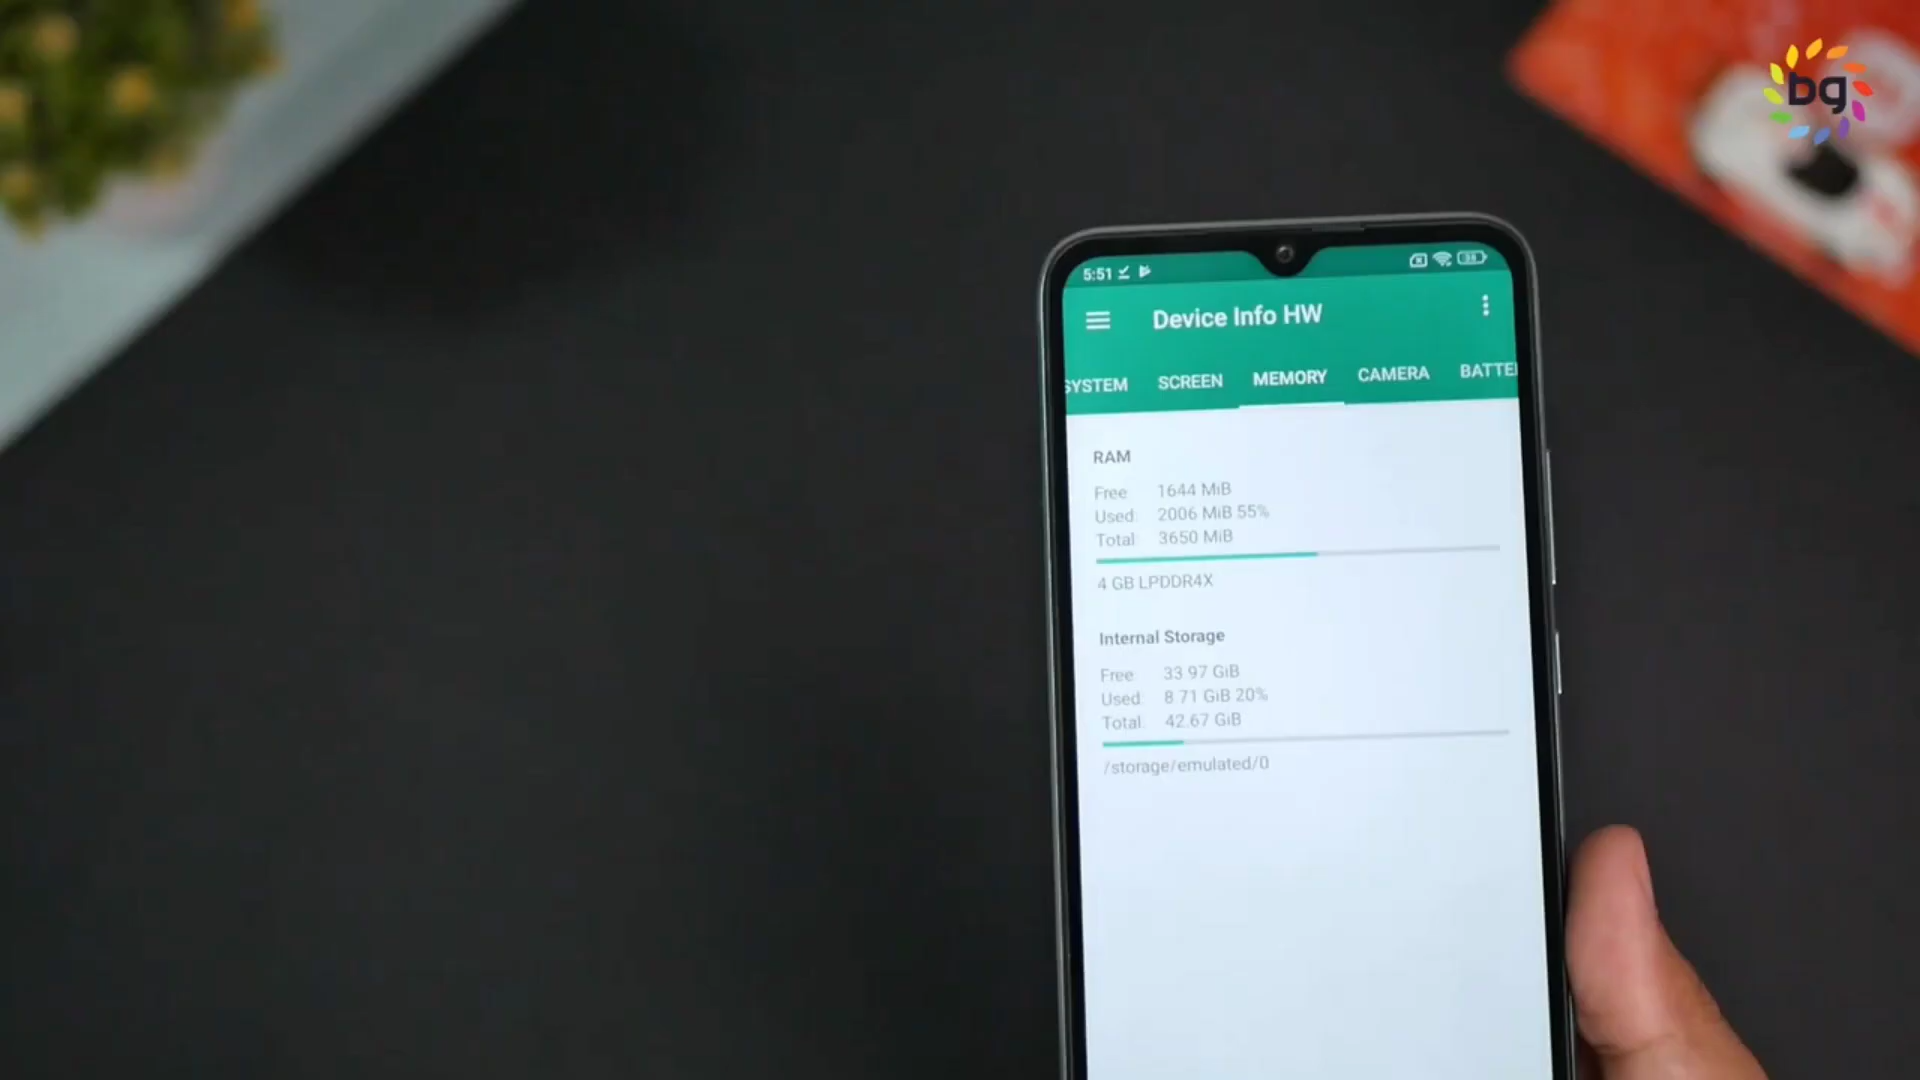 bg
5:51
Device Info HW
SYSTEM SCREEN MEMORY CAMERA BATTE
RAM
Free 1644 MiB
Used: 2006 MiB 55%
Total: 3650 MiB
4 GB LPDDR4X
Internal Storage
Free 33.97 GiB
Used: 8.71 GiB 20%
Total: 42.67 GiB
/storage/emulated/0